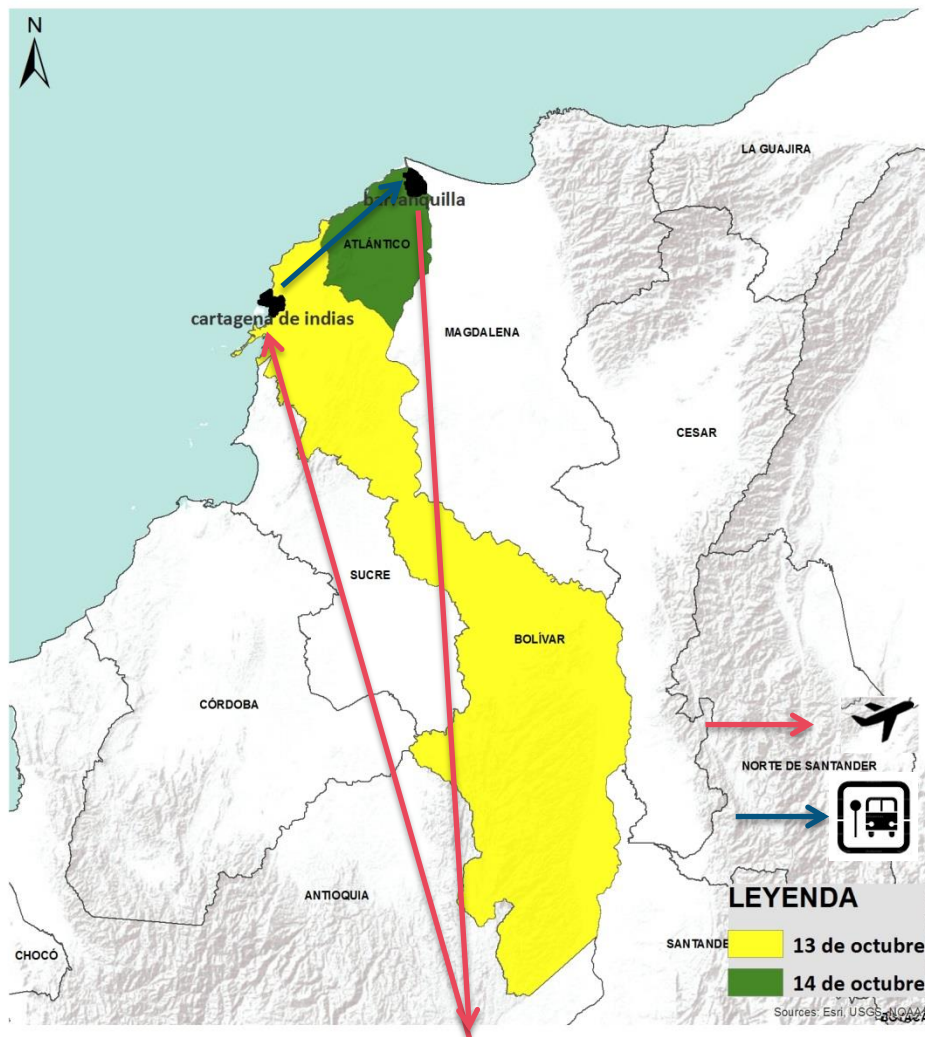 N
LA GUAJIRA
barranquilla
ATLÁNTICO
cartagena de indias
MAGDALENA
CESAR
SUCRE
BOLÍVAR
CÓRDOBA
NORTE DE SANTANDER
ANTIOQUIA
LEYENDA
CHOCÓ
SANTANDE
13 de octubre
14 de octubre
Sources: Esri, USGS, NOAA